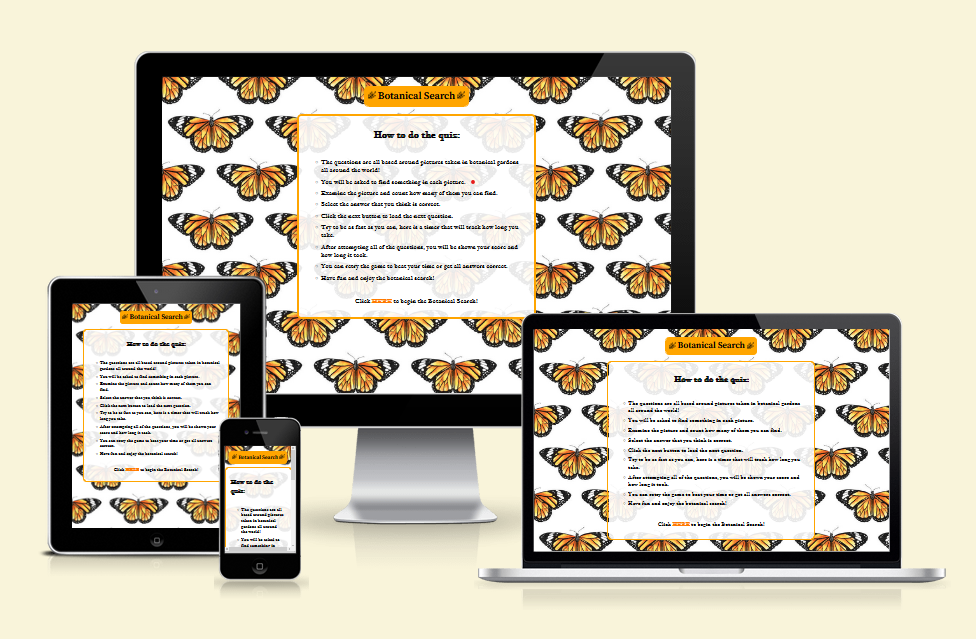 Botanical Search
How to do the quiz:
The questions are all based around pictures taken in botanical gardens
all around the world!
You will be asked to find something in each picture.
Examine the picture and count how many of them you can find.
Select the answer that you think is correct.
Click the next button to load the next question.
Try to be as fast as you can, here is a timer that will track how long you
take.
After attempting all of the questions, you will be shown your score and
how long it took.
You can retry the game to beat your time or get all answers correct.
Have fun and enjoy the botanical search!
Click HERE to begin the Botanical Search!
Botanical Search
How to do the quiz:
The questions are all based around pictures taken in botanical
gardens all around the world!
You will be asked to find something in each picture.
Examine the picture and count how many of them you can
find.
Select the answer that you think is correct.
Click the next button to load the next question.
Try to be as fast as you can, here is a timer that will track how
long you take.
After attempting all of the questions, you will be shown your
score and how long it took.
You can retry the game to beat your time or get all answers
correct.
Have fun and enjoy the botanical search!
Click HERE to begin the Botanical Search!
Botanical Search
How to do the
quiz:
The questions are all
based around pictures
taken in botanical
gardens all around
the world!
You will be asked to
find something in
Botanical Search
How to do the quiz:
The questions are all based around pictures taken in botanical gardens
all around the world!
You will be asked to find something in each picture.
Examine the picture and count how many of them you can find.
Select the answer that you think is correct.
Click the next button to load the next question.
Try to be as fast as you can, here is a timer that will track how long you
take.
After attempting all of the questions, you will be shown your score and
how long it took.
You can retry the game to beat your time or get all answers correct.
Have fun and enjoy the botanical search!
Click HERE to begin the Botanical Search!